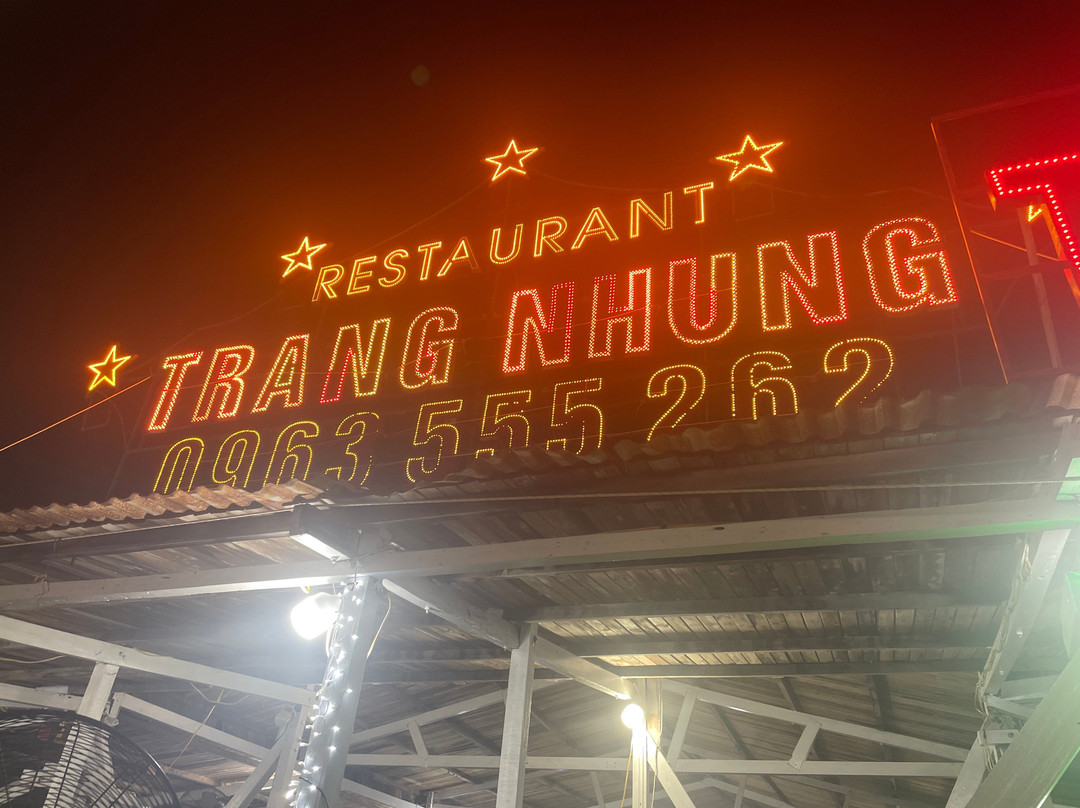 RESTAURANT
TRANG NHUNG
0963 555 262
T